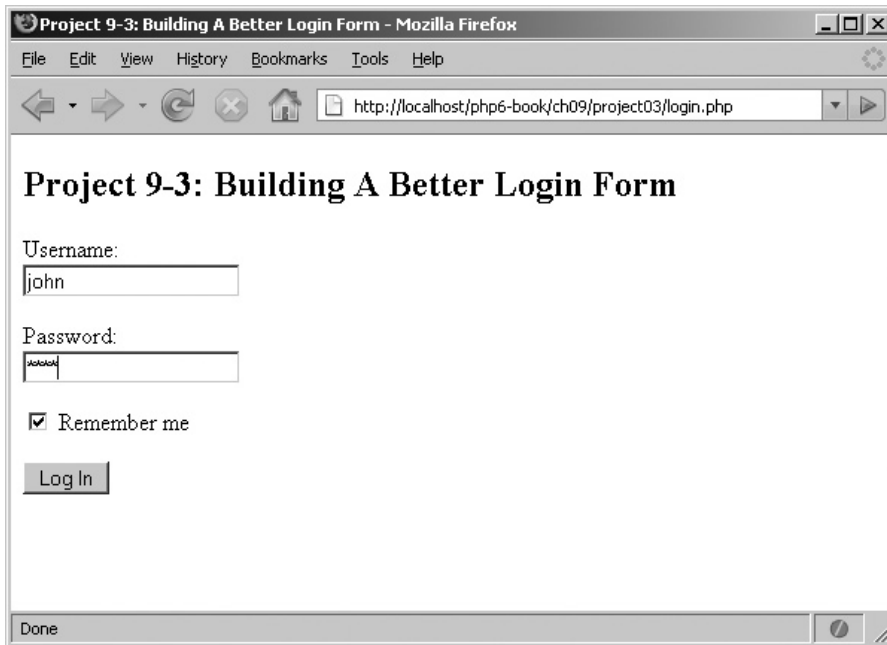 Project 9-3: Building A Better Login Form - Mozilla Firefox
File Edit View History Bookmarks Tools Help
http://localhost/php6-book/ch09/project03/login.php
Project 9-3: Building A Better Login Form
Username:
john
Password:
*****
Remember me
Log In
Done